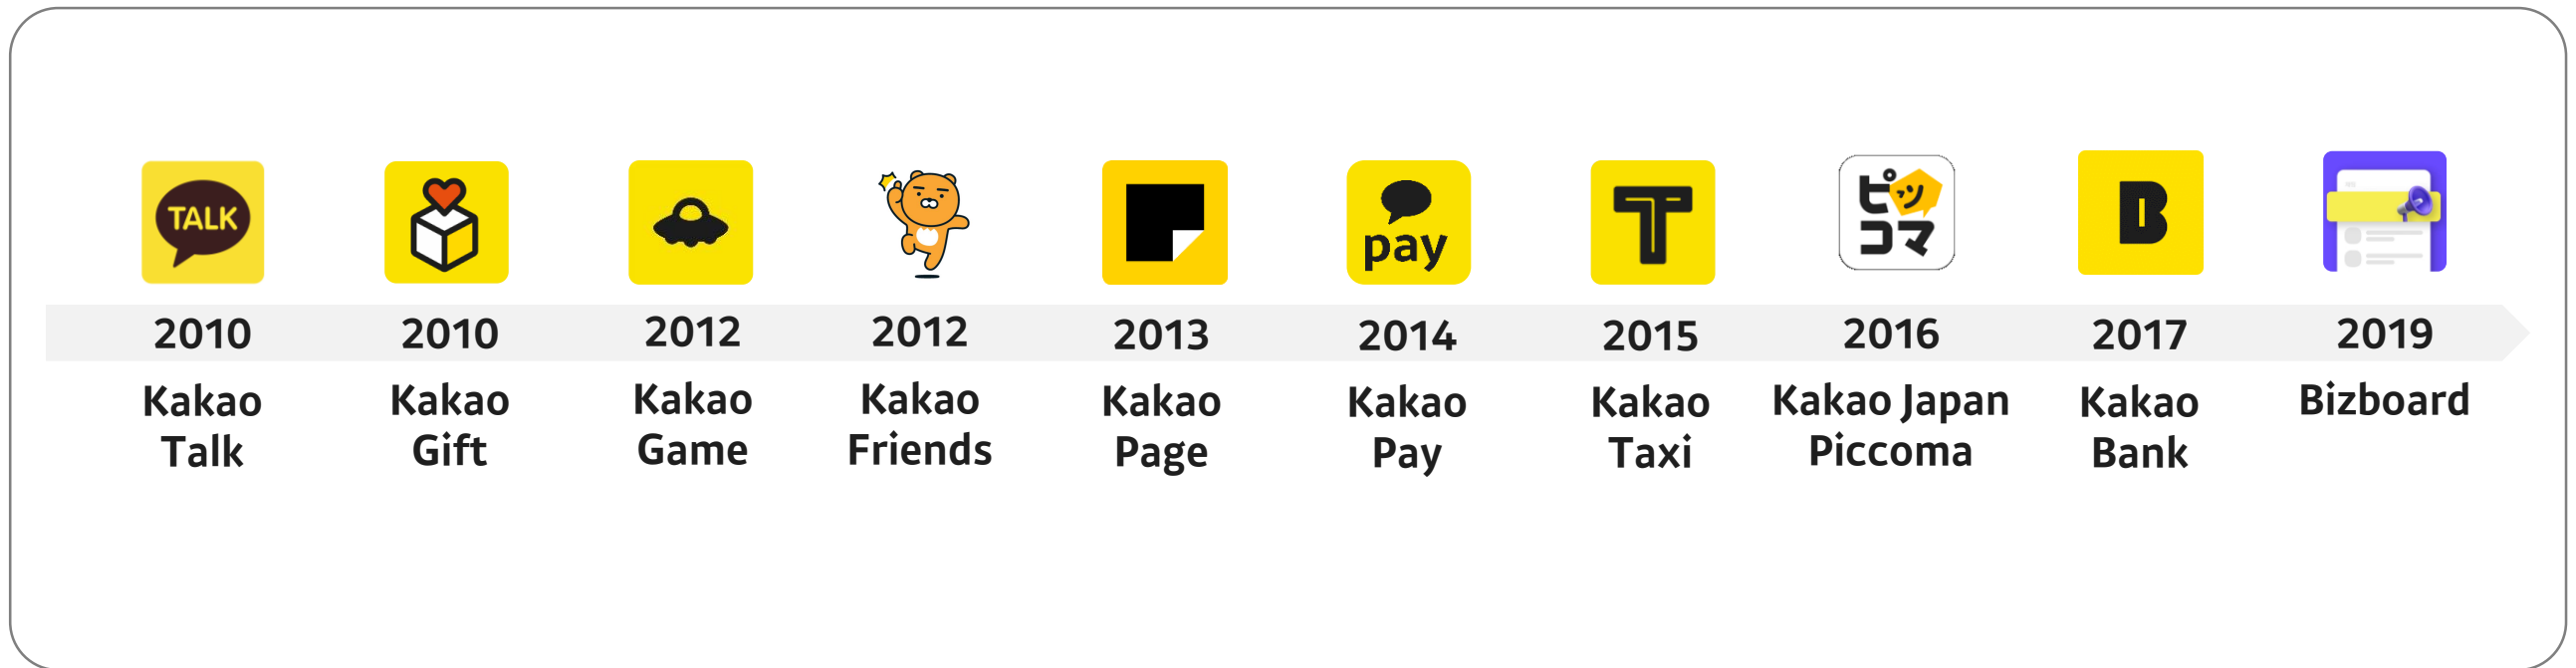 TALK
pay
T
ピッ
コマ
B
2010
2010
2012
2012
2013
2014
2015
2016
2017
2019
Kakao
Talk
Kakao
Gift
Kakao
Game
Kakao
Friends
Kakao
Page
Kakao
Pay
Kakao
Taxi
Kakao Japan
Piccoma
Kakao
Bank
Bizboard